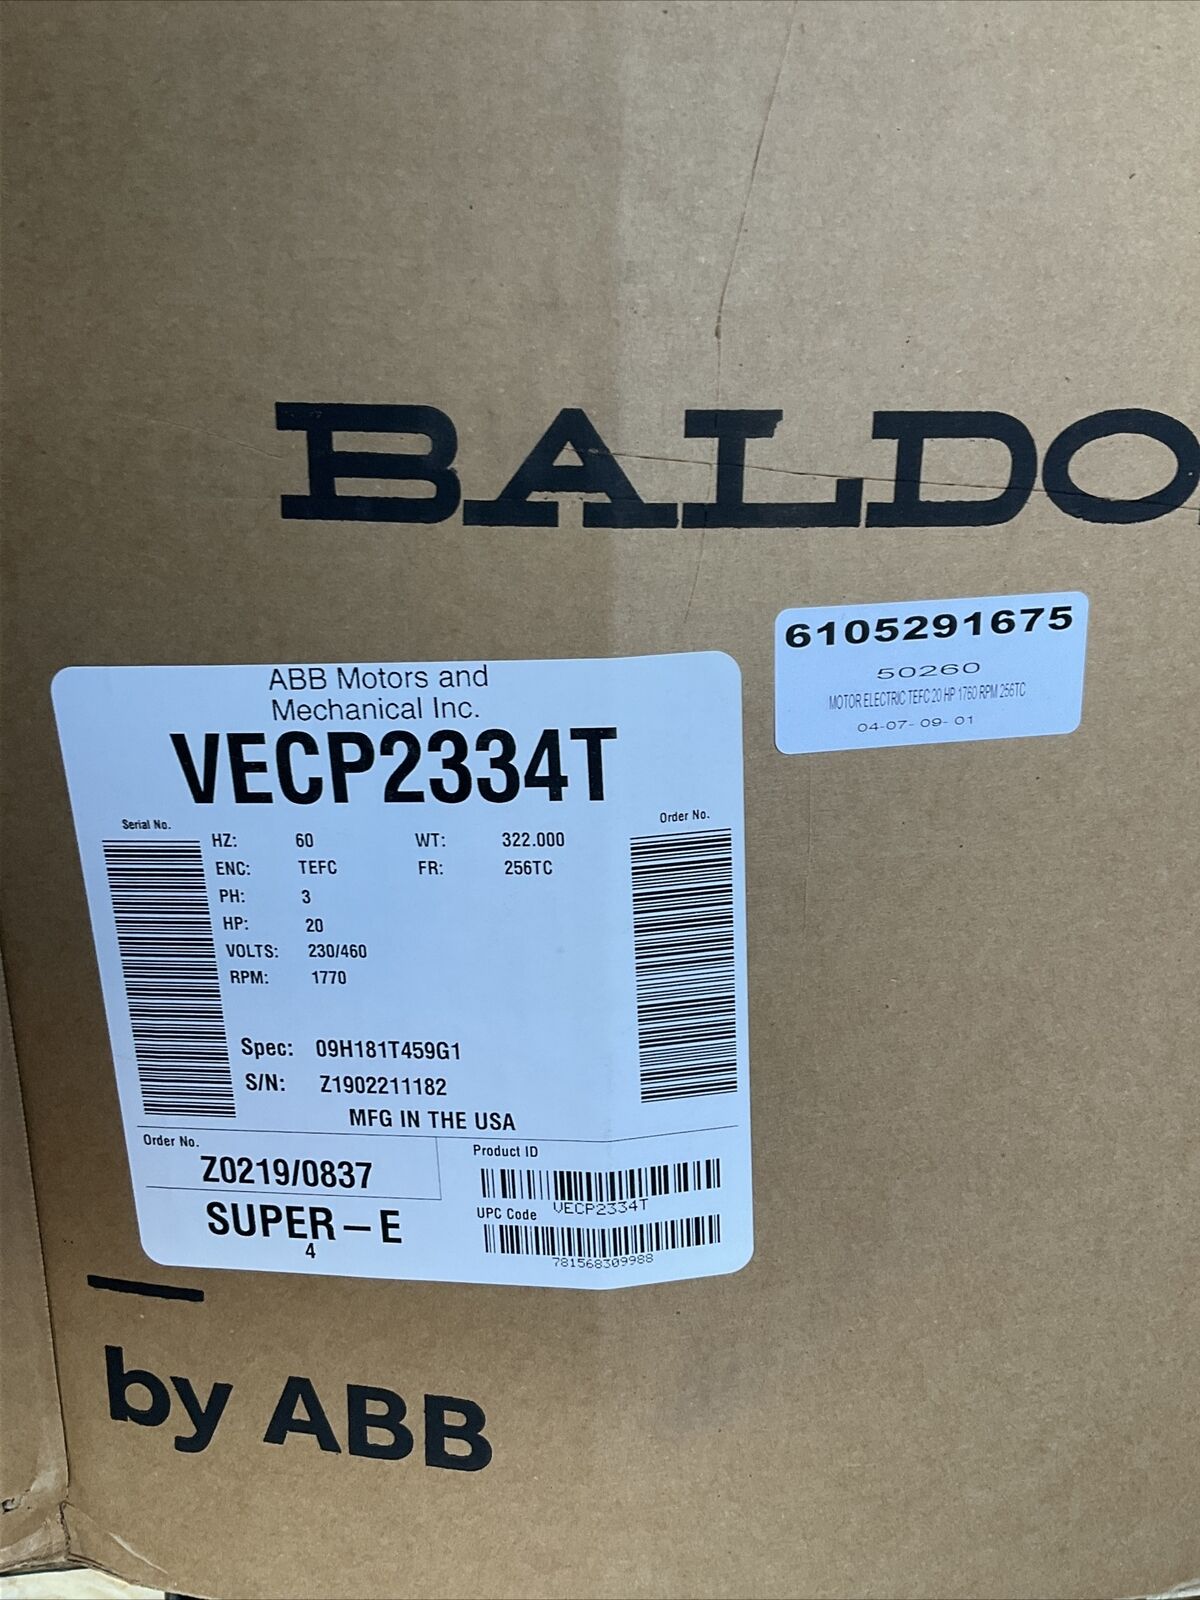 BALDO
6105291675
50260
MOTOR ELECTRIC TEFC 20 HP 1760 RPM 256TC
04-07- 09- 01
ABB Motors and
Mechanical Inc.
VECP2334T
Serial No.
Order No.
HZ: 60 WT: 322.000
ENC: TEFC FR: 256TC
PH: 3
HP: 20
VOLTS: 230/460
RPM: 1770
Spec: 09H181T459G1
S/N: Z1902211182
MFG IN THE USA
Order No.
Z0219/0837
Product ID
VECP2334T
SUPER – E
4
UPC Code
781568309988
by ABB